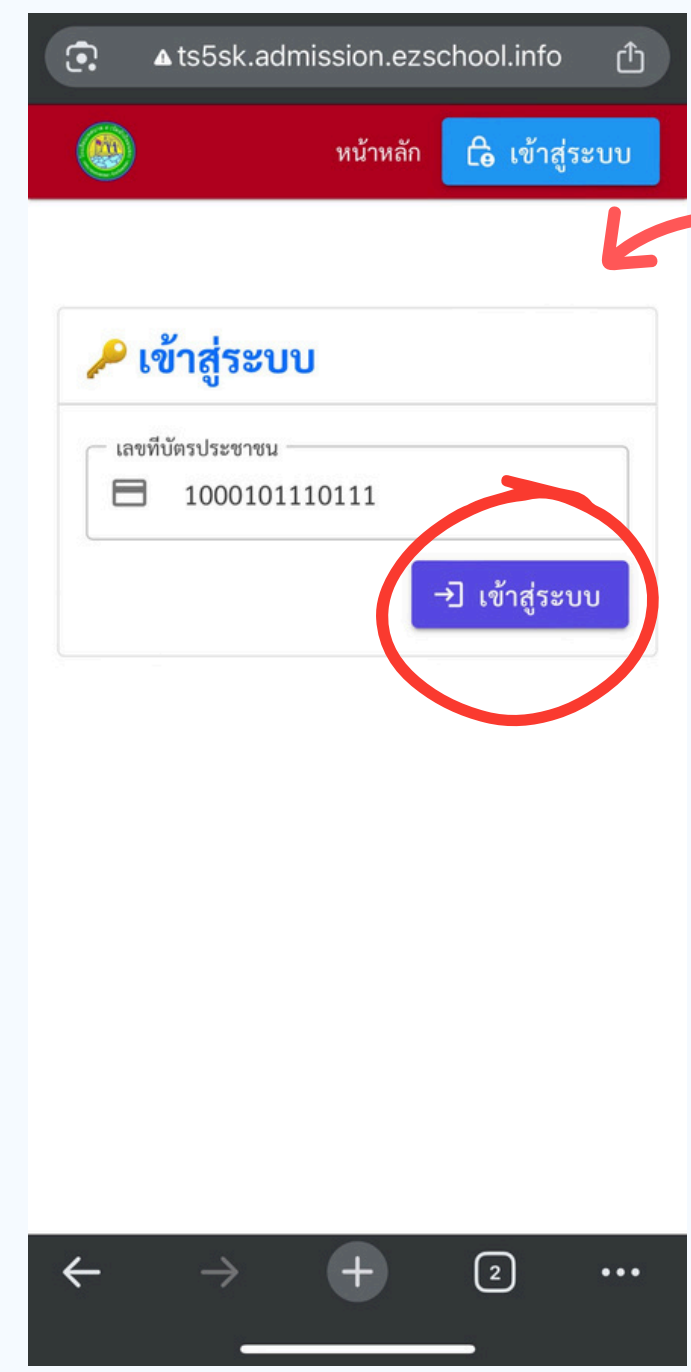 ts5sk.admission.ezschool.info
หน้าหลัก
เข้าสู่ระบบ
เข้าสู่ระบบ
เลขที่บัตรประชาชน
1000101110111
เข้าสู่ระบบ
2